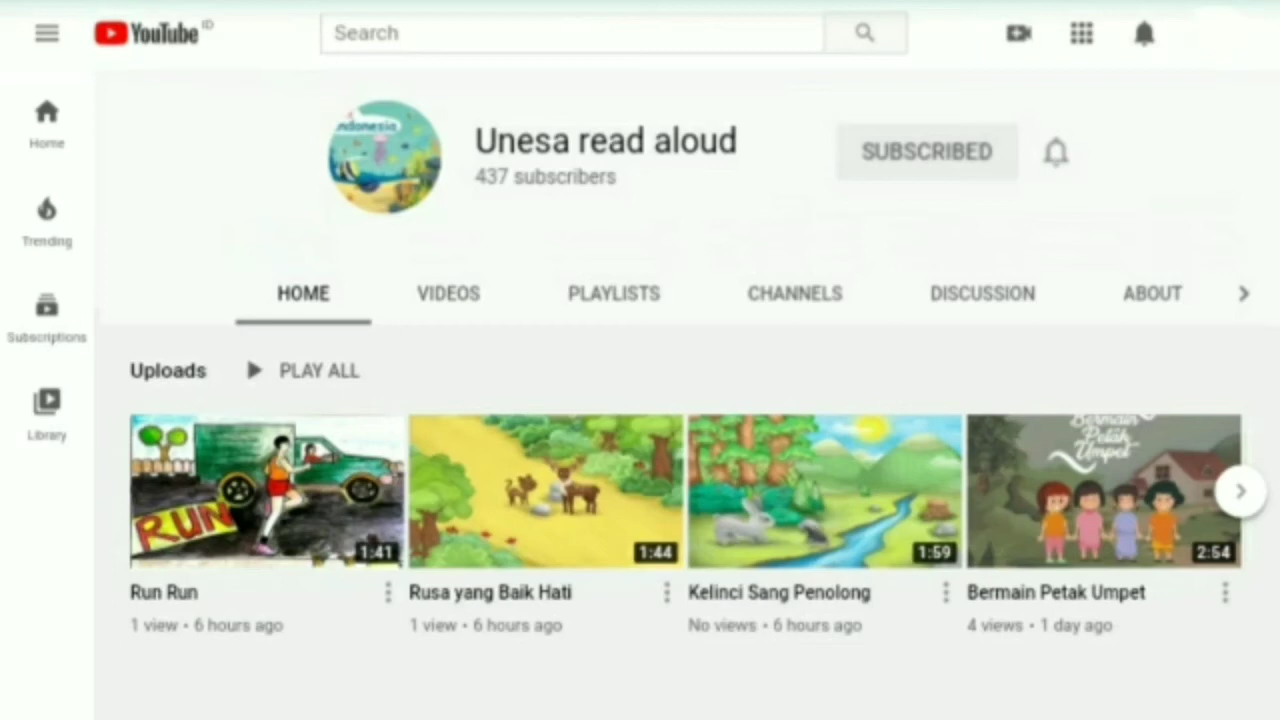 YouTube ID
Search
Home
Trending
Subscriptions
Library
ndonesia
Unesa read aloud
437 subscribers
SUBSCRIBED
HOME
VIDEOS
PLAYLISTS
CHANNELS
DISCUSSION
ABOUT
Uploads
PLAY ALL
RUN
1:41
1:44
1:59
Bermain
Petak
Umpet
2:54
Run Run
1 view • 6 hours ago
Rusa yang Baik Hati
1 view • 6 hours ago
Kelinci Sang Penolong
No views • 6 hours ago
Bermain Petak Umpet
4 views • 1 day ago